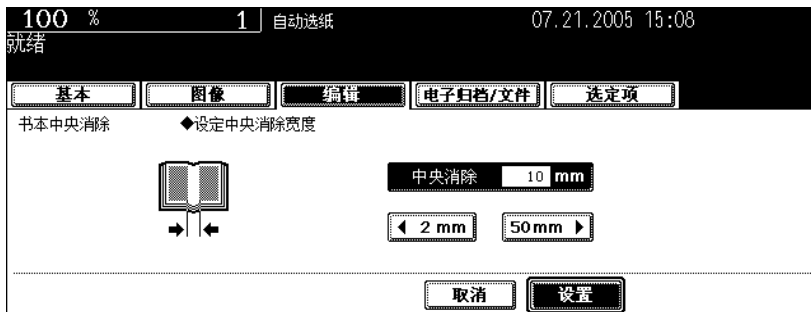 100 % 1 自动选纸 07.21.2005 15:08
就绪
基本 图像 编辑 电子归档/文件 选定项
书本中央消除 ◆设定中央消除宽度
中央消除 10 mm
◀ 2 mm 50 mm ▶
取消 设置